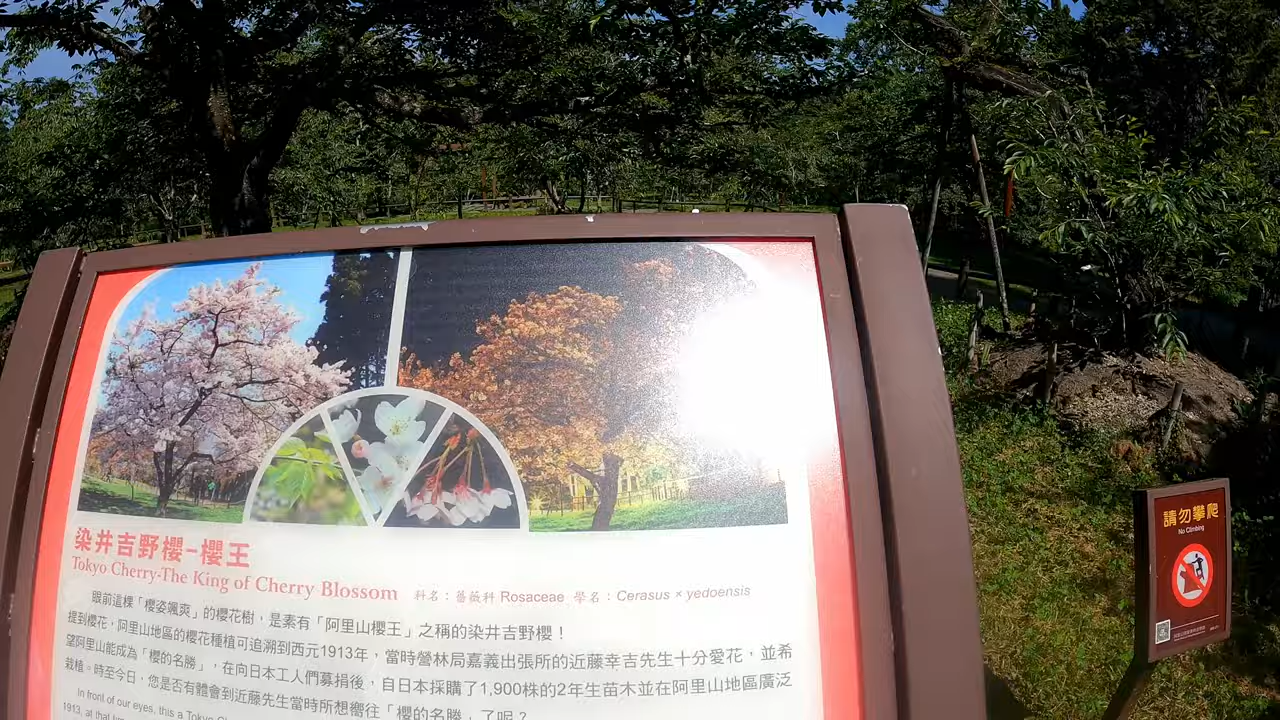 染井吉野櫻-櫻王
Tokyo Cherry-The King of Cherry Blossom 科名：薔薇科 Rosaceae 學名：Cerasus × yedoensis
眼前這棵「櫻姿颯爽」的櫻花樹，是素有「阿里山櫻王」之稱的染井吉野櫻！
提到櫻花，阿里山地區的櫻花種植可追溯到西元1913年，當時營林局嘉義出張所的近藤幸吉先生十分愛花，並希
望阿里山能成為「櫻的名勝」，在向日本工人們募捐後，自日本採購了1,900株的2年生苗木並在阿里山地區廣泛
栽植。時至今日，您是否有體會到近藤先生當時所想嚮往「櫻的名勝」了呢？
In front of our eyes, this a Tokyo
1913, at that
請勿攀爬
No Climbing